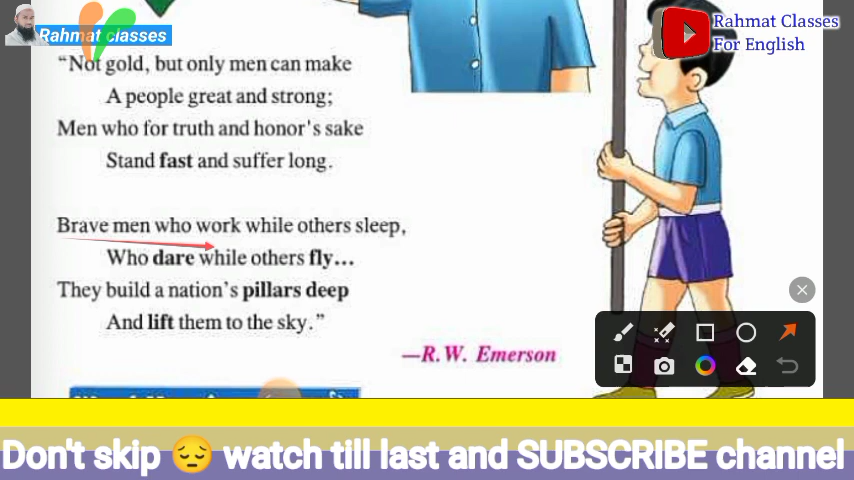 Rahmat classes
Rahmat Classes
For English
“Not gold, but only men can make
A people great and strong;
Men who for truth and honor's sake
Stand fast and suffer long.
Brave men who work while others sleep,
Who dare while others fly...
They build a nation's pillars deep
And lift them to the sky.”
—R.W. Emerson
Don't skip 😔 watch till last and SUBSCRIBE channel